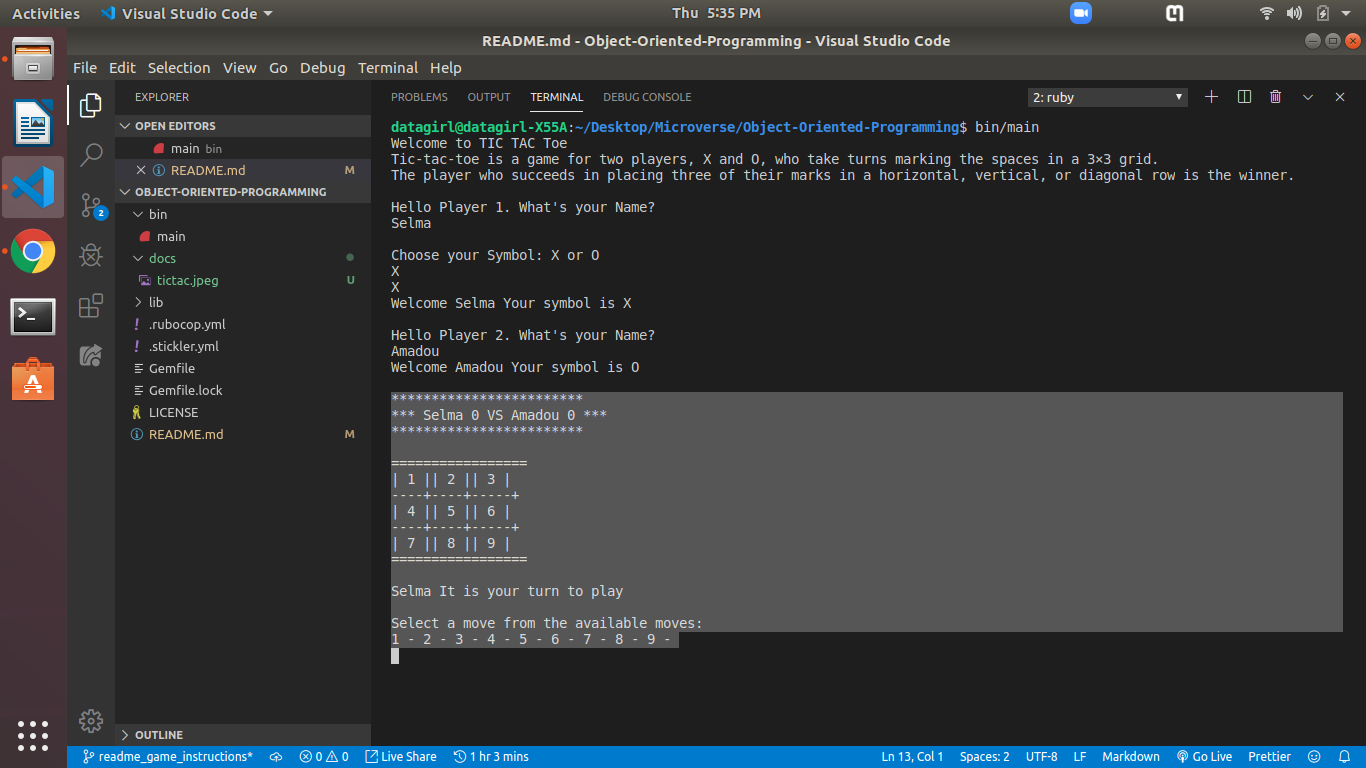 Activities Visual Studio Code Thu 5:35 PM
README.md - Object-Oriented-Programming - Visual Studio Code
File Edit Selection View Go Debug Terminal Help
EXPLORER
OPEN EDITORS
main bin
README.md M
OBJECT-ORIENTED-PROGRAMMING
bin
main
docs
tictac.jpeg U
lib
.rubocop.yml
.stickler.yml
Gemfile
Gemfile.lock
LICENSE
README.md M
OUTLINE
2
PROBLEMS OUTPUT TERMINAL DEBUG CONSOLE 2: ruby
datagirl@datagirl-X55A:~/Desktop/Microverse/Object-Oriented-Programming$ bin/main
Welcome to TIC TAC Toe
Tic-tac-toe is a game for two players, X and O, who take turns marking the spaces in a 3×3 grid.
The player who succeeds in placing three of their marks in a horizontal, vertical, or diagonal row is the winner.
Hello Player 1. What's your Name?
Selma
Choose your Symbol: X or O
X
X
Welcome Selma Your symbol is X
Hello Player 2. What's your Name?
Amadou
Welcome Amadou Your symbol is O
************************
*** Selma 0 VS Amadou 0 ***
************************
=================
| 1 || 2 || 3 |
----+----+-----+
| 4 || 5 || 6 |
----+----+-----+
| 7 || 8 || 9 |
=================
Selma It is your turn to play
Select a move from the available moves:
1 - 2 - 3 - 4 - 5 - 6 - 7 - 8 - 9 -
readme_game_instructions* 0 0 Live Share 1 hr 3 mins Ln 13, Col 1 Spaces: 2 UTF-8 LF Markdown Go Live Prettier